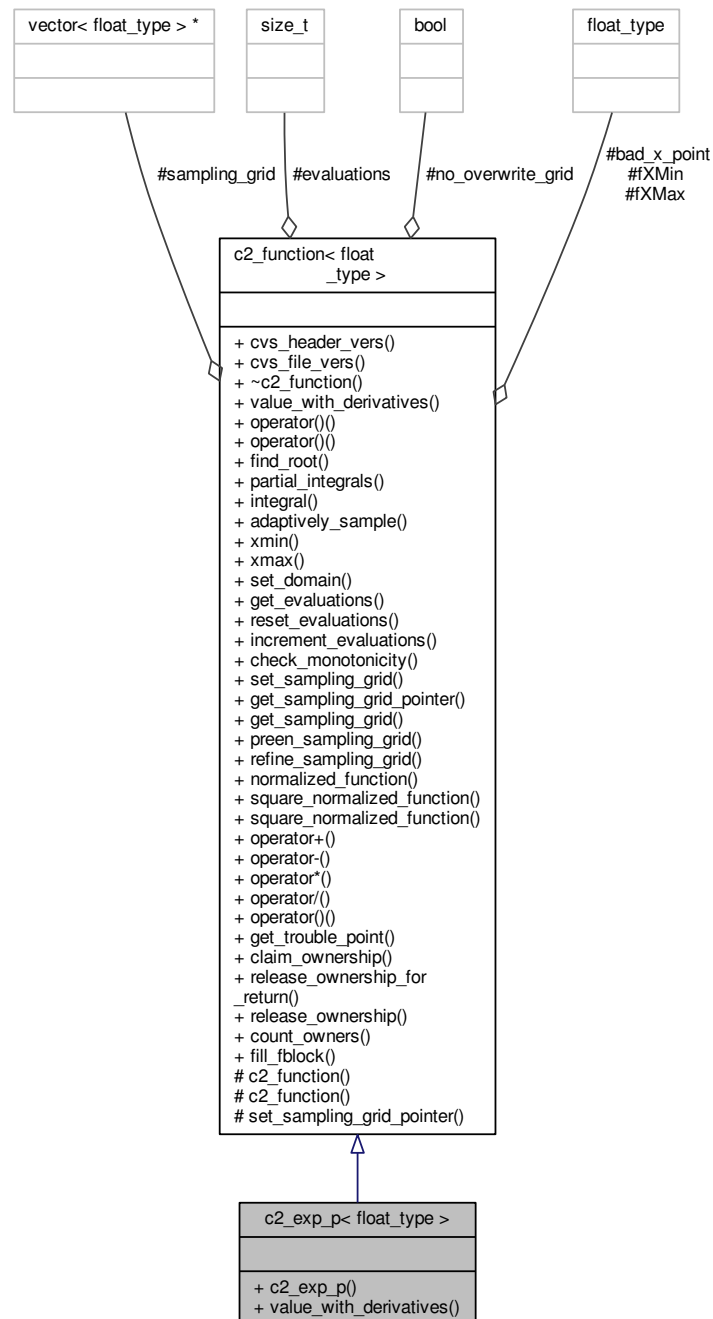 vector< float_type > *
size_t
bool
float_type
#sampling_grid
#evaluations
#no_overwrite_grid
#bad_x_point
#fXMin
#fXMax
c2_function< float
_type >
+ cvs_header_vers()
+ cvs_file_vers()
+ ~c2_function()
+ value_with_derivatives()
+ operator()()
+ operator()()
+ find_root()
+ partial_integrals()
+ integral()
+ adaptively_sample()
+ xmin()
+ xmax()
+ set_domain()
+ get_evaluations()
+ reset_evaluations()
+ increment_evaluations()
+ check_monotonicity()
+ set_sampling_grid()
+ get_sampling_grid_pointer()
+ get_sampling_grid()
+ preen_sampling_grid()
+ refine_sampling_grid()
+ normalized_function()
+ square_normalized_function()
+ square_normalized_function()
+ operator+()
+ operator-()
+ operator*()
+ operator/()
+ operator()()
+ get_trouble_point()
+ claim_ownership()
+ release_ownership_for
_return()
+ release_ownership()
+ count_owners()
+ fill_fblock()
# c2_function()
# c2_function()
# set_sampling_grid_pointer()
c2_exp_p< float_type >
+ c2_exp_p()
+ value_with_derivatives()